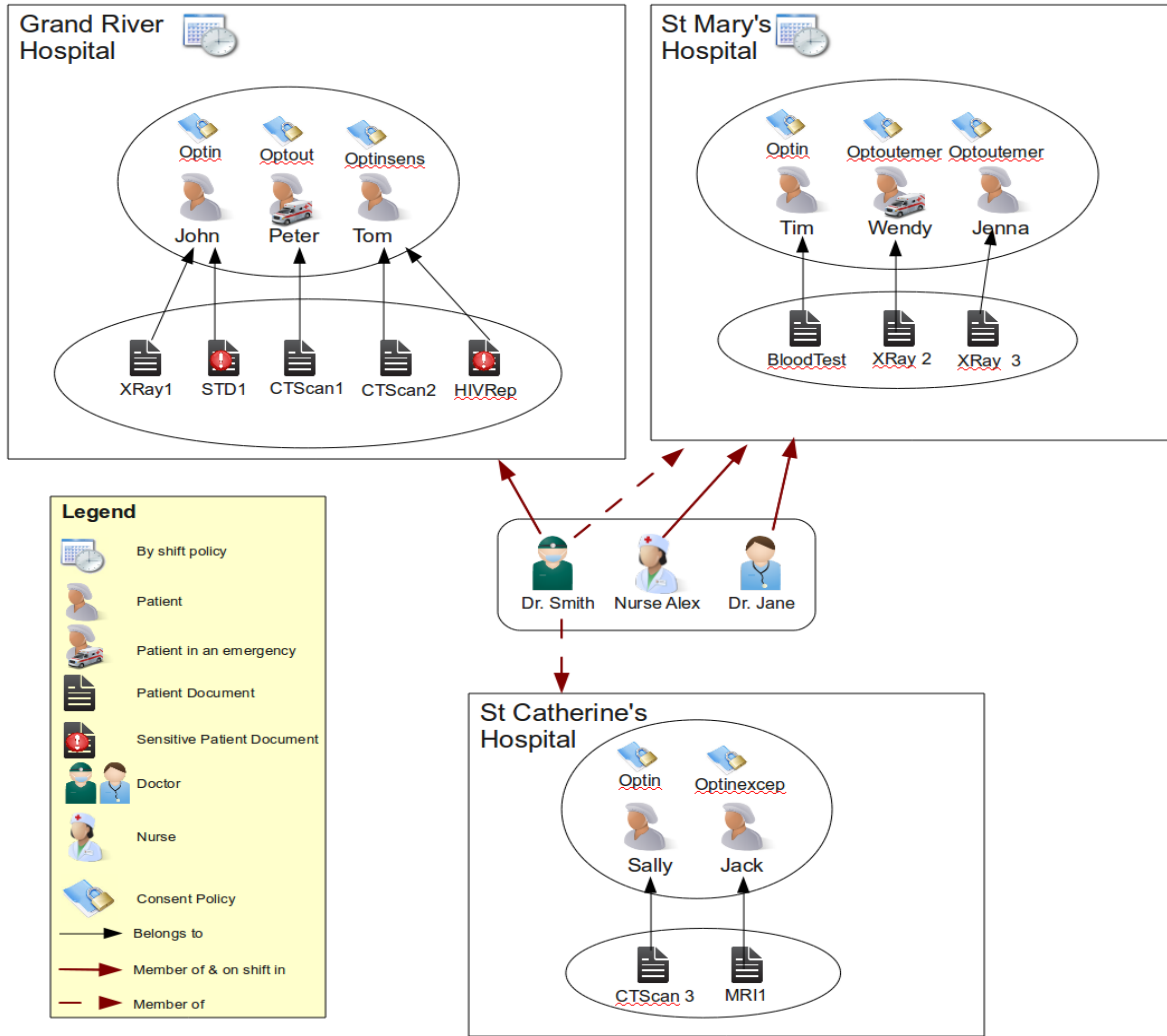 Grand River
Hospital
Optin
Optout
Optinsens
John
Peter
Tom
XRay1
STD1
CTScan1
CTScan2
HIVRep
St Mary's
Hospital
Optin
Optoutemer
Optoutemer
Tim
Wendy
Jenna
BloodTest
XRay 2
XRay 3
Dr. Smith
Nurse Alex
Dr. Jane
Legend
By shift policy
Patient
Patient in an emergency
Patient Document
Sensitive Patient Document
Doctor
Nurse
Consent Policy
Belongs to
Member of & on shift in
Member of
St Catherine's
Hospital
Optin
Optinexcep
Sally
Jack
CTScan 3
MRI1